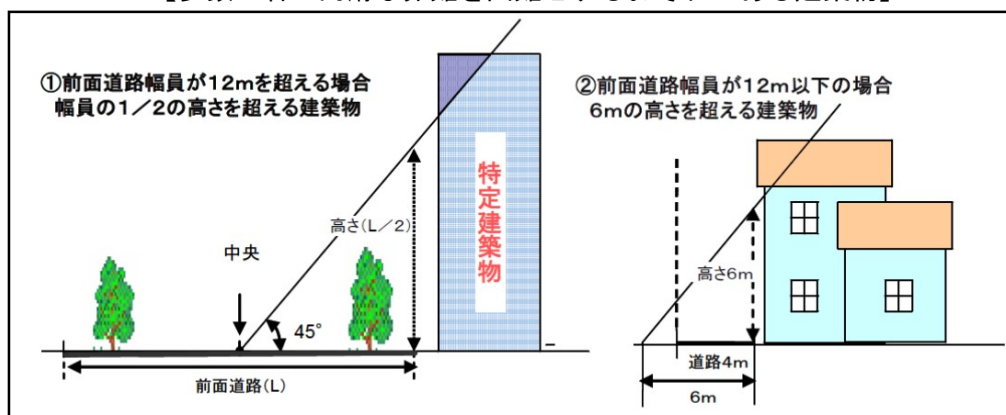 ①前面道路幅員が12mを超える場合
幅員の1/2の高さを超える建築物
②前面道路幅員が12m以下の場合
6mの高さを超える建築物
特定建築物
高さ(L/2)
中央
45°
前面道路(L)
高さ6m
道路4m
6m